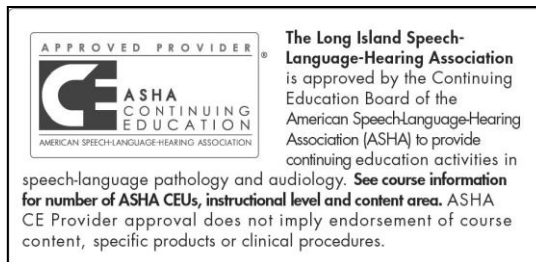 APPROVED PROVIDER
®
CE
ASHA
CONTINUING
EDUCATION
AMERICAN SPEECH-LANGUAGE-HEARING ASSOCIATION
The Long Island Speech-
Language-Hearing Association
is approved by the Continuing
Education Board of the
American Speech-Language-Hearing
Association (ASHA) to provide
continuing education activities in
speech-language pathology and audiology. See course information
for number of ASHA CEUs, instructional level and content area. ASHA
CE Provider approval does not imply endorsement of course
content, specific products or clinical procedures.